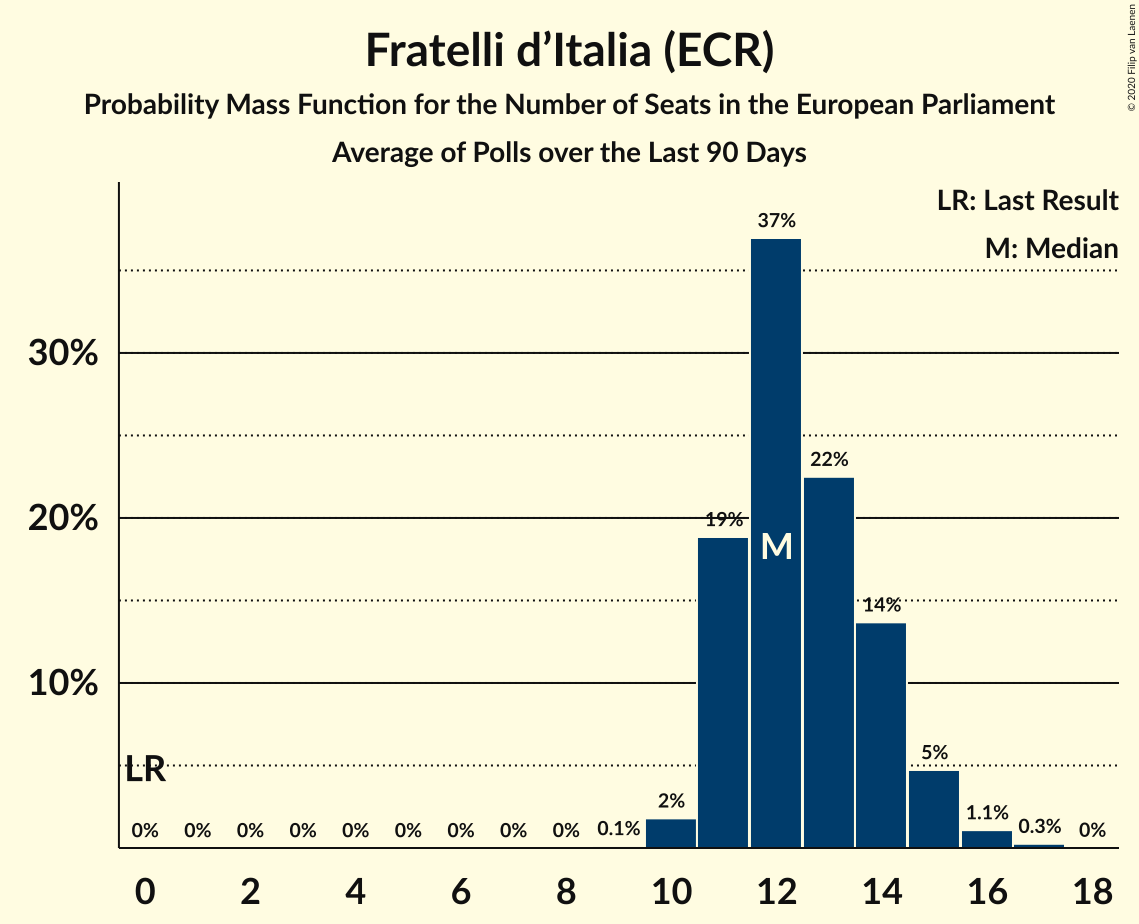 Fratelli d’Italia (ECR)
Probability Mass Function for the Number of Seats in the European Parliament
Average of Polls over the Last 90 Days
© 2020 Filip van Laenen
LR: Last Result
M: Median
37%
30%
22%
20%
19%
M
14%
10%
LR
5%
2%
1.1%
0% 0% 0% 0% 0% 0% 0% 0% 0% 0.1% 0.3% 0%
0 2 4 6 8 10 12 14 16 18